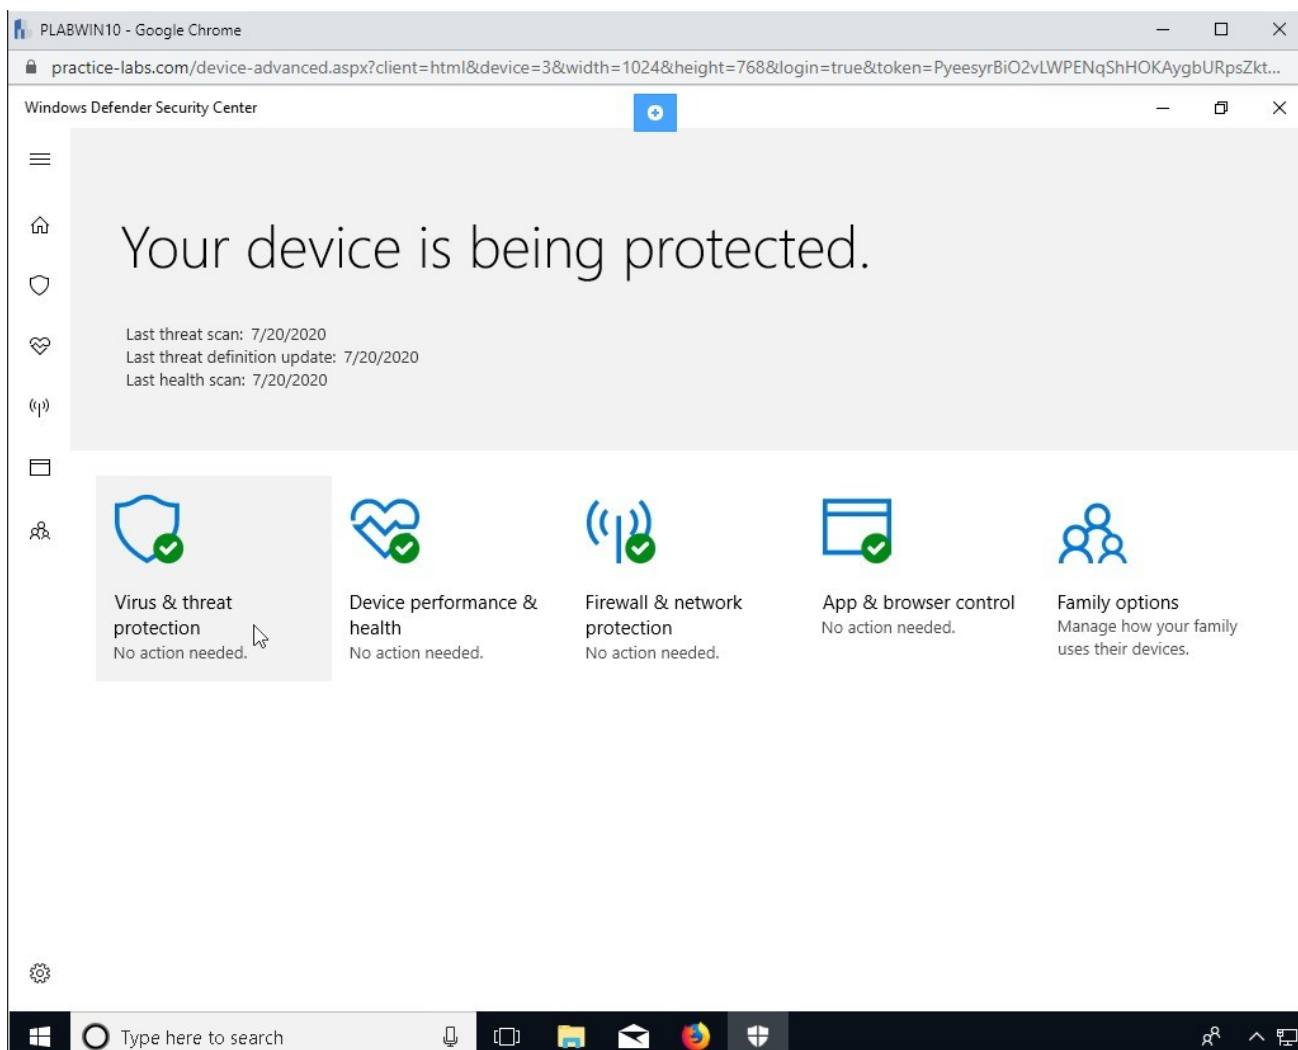 PLABWIN10 - Google Chrome
practice-labs.com/device-advanced.aspx?client=html&device=3&width=1024&height=768&login=true&token=PyeesyrBiO2vLWPENqShHOKAygbURpsZkt...
Windows Defender Security Center
Your device is being protected.
Last threat scan: 7/20/2020
Last threat definition update: 7/20/2020
Last health scan: 7/20/2020
Virus & threat
protection
No action needed.
Device performance &
health
No action needed.
Firewall & network
protection
No action needed.
App & browser control
No action needed.
Family options
Manage how your family
uses their devices.
Type here to search